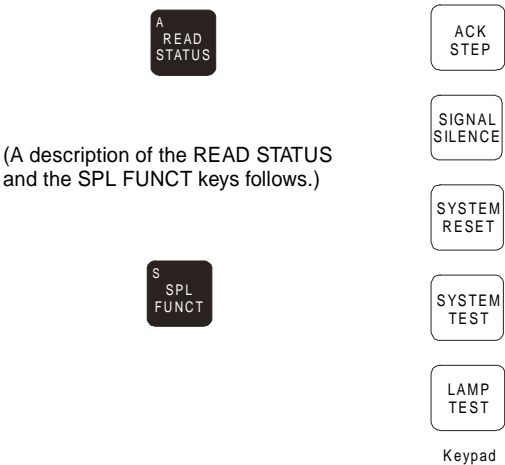 A
READ
STATUS
(A description of the READ STATUS
and the SPL FUNCT keys follows.)
S
SPL
FUNCT
ACK
STEP
SIGNAL
SILENCE
SYSTEM
RESET
SYSTEM
TEST
LAMP
TEST
Keypad